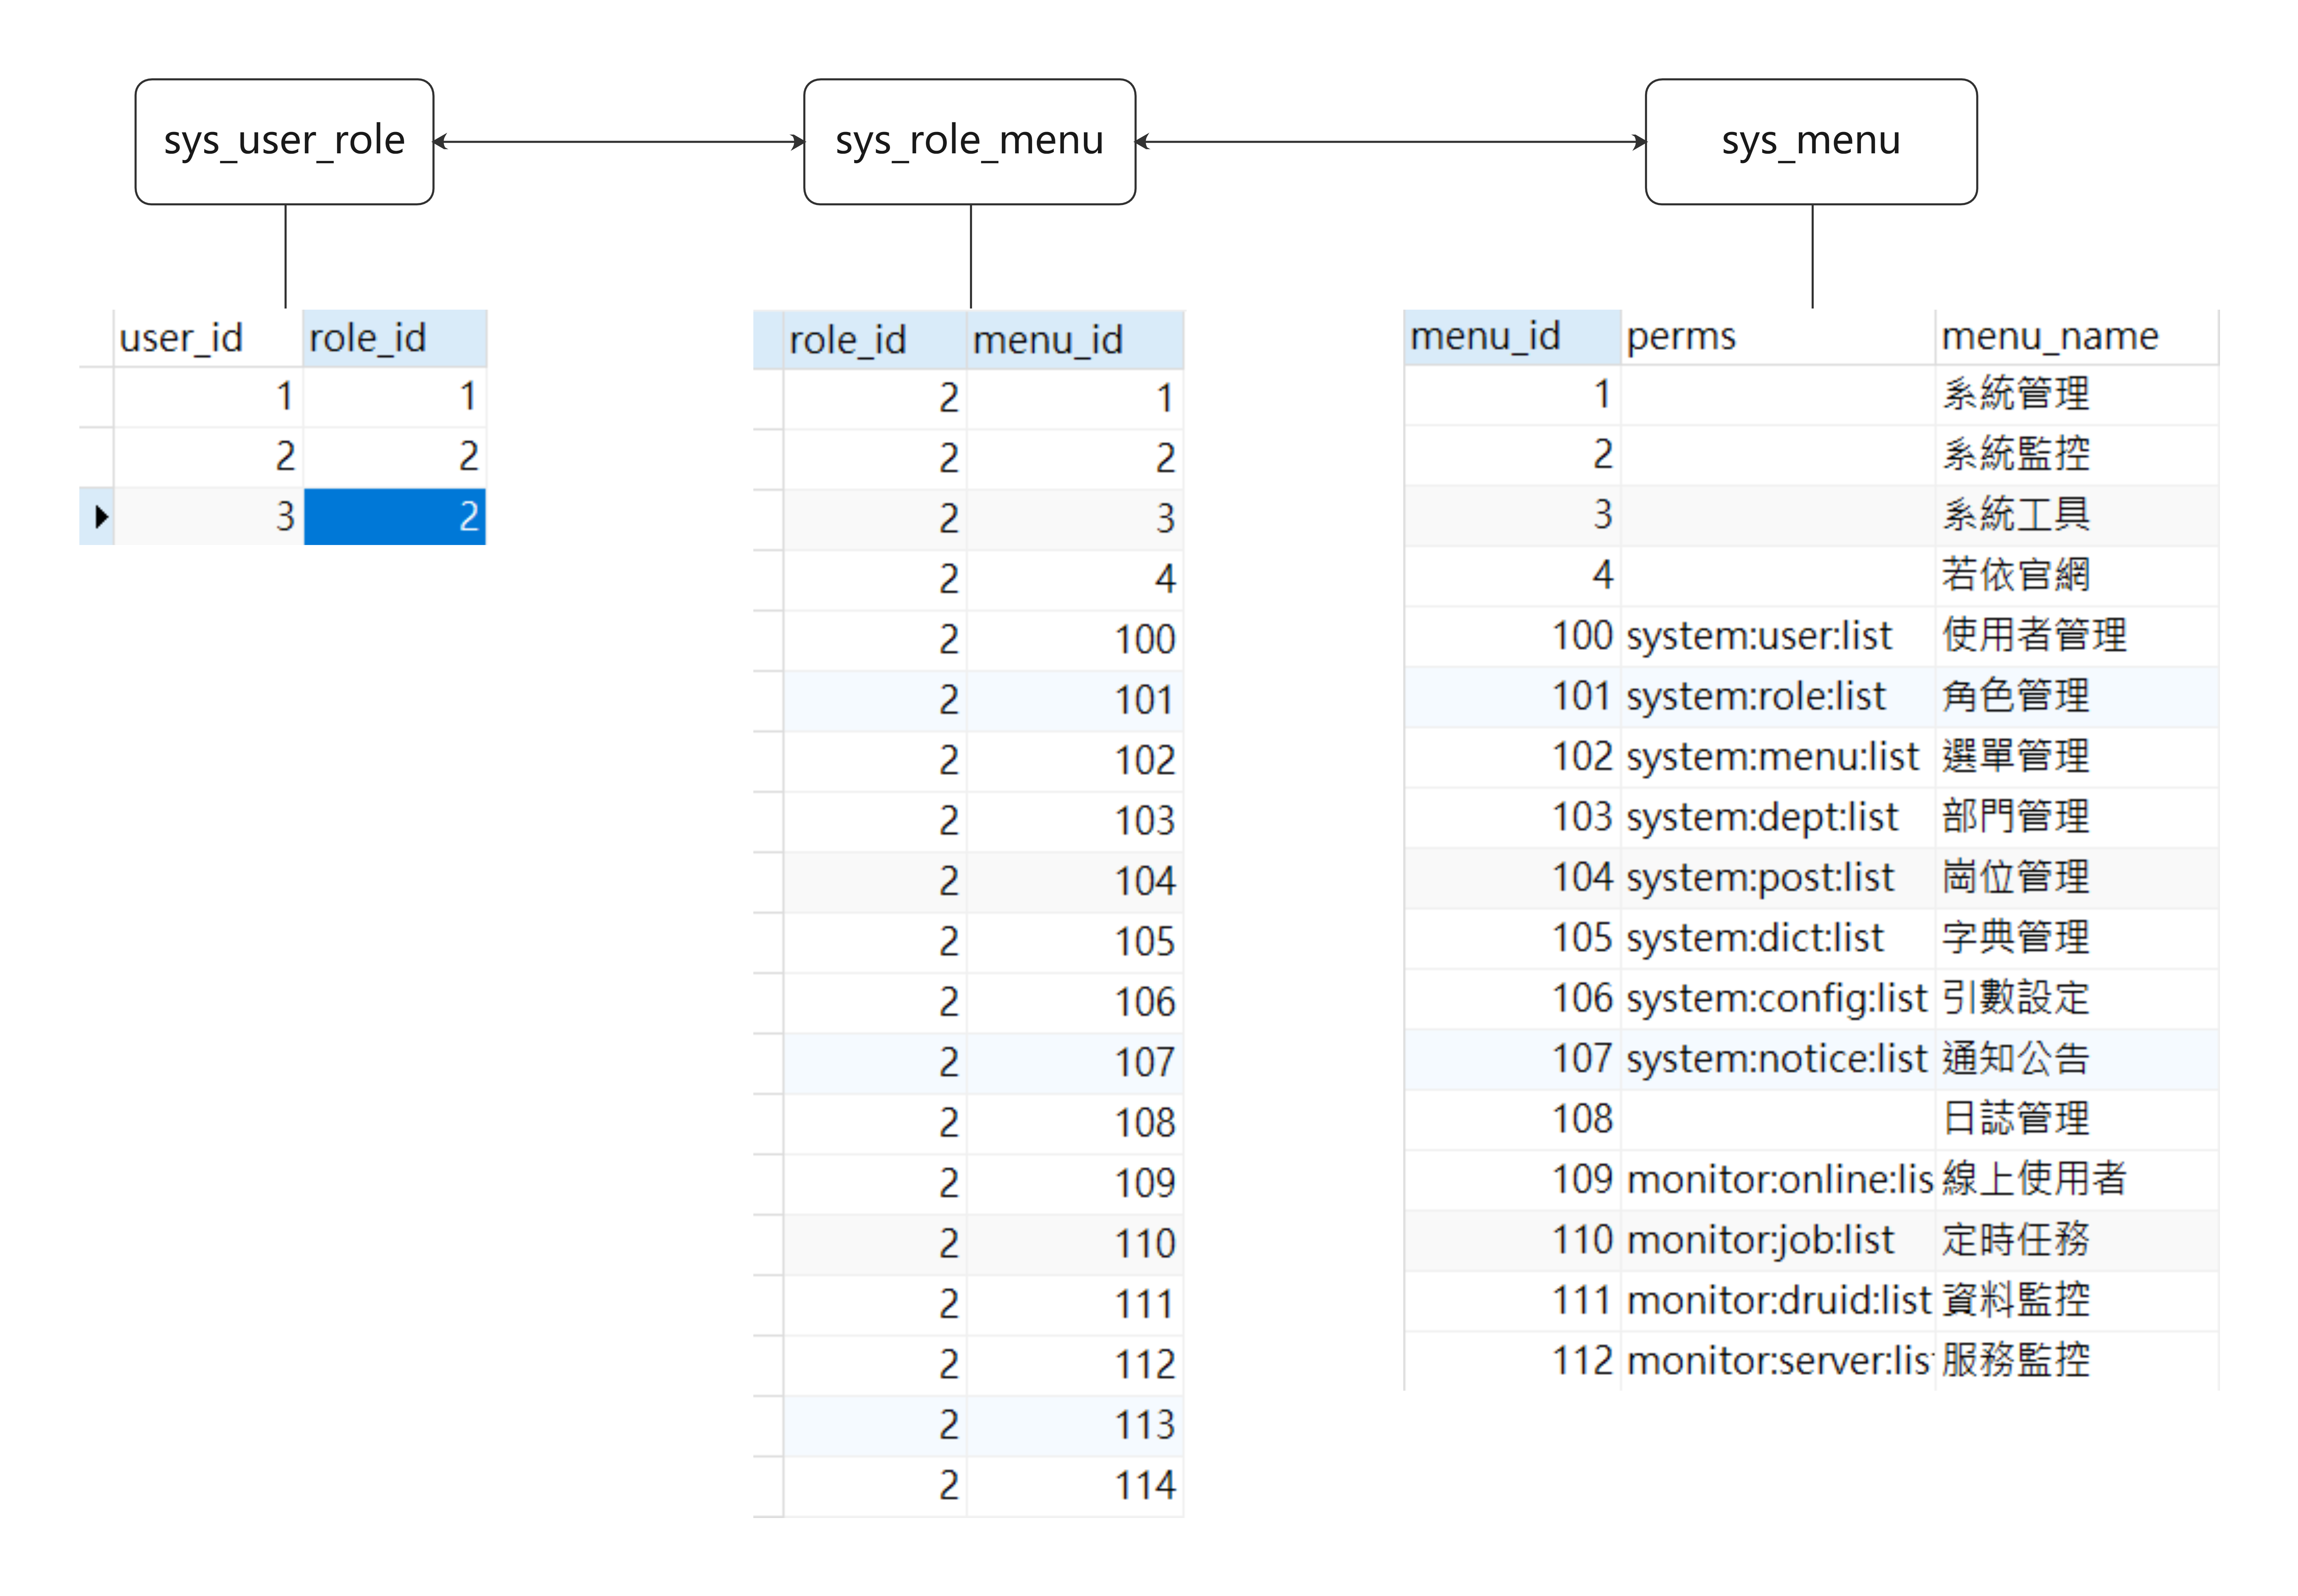 sys_user_role
sys_role_menu
sys_menu
user_id role_id
1 1
2 2
3 2
role_id menu_id
2 1
2 2
2 3
2 4
2 100
2 101
2 102
2 103
2 104
2 105
2 106
2 107
2 108
2 109
2 110
2 111
2 112
2 113
2 114
menu_id perms menu_name
1 系統管理
2 系統監控
3 系統工具
4 若依官網
100 system:user:list 使用者管理
101 system:role:list 角色管理
102 system:menu:list 選單管理
103 system:dept:list 部門管理
104 system:post:list 崗位管理
105 system:dict:list 字典管理
106 system:config:list 引數設定
107 system:notice:list 通知公告
108 日誌管理
109 monitor:online:lis 線上使用者
110 monitor:job:list 定時任務
111 monitor:druid:list 資料監控
112 monitor:server:lis 服務監控